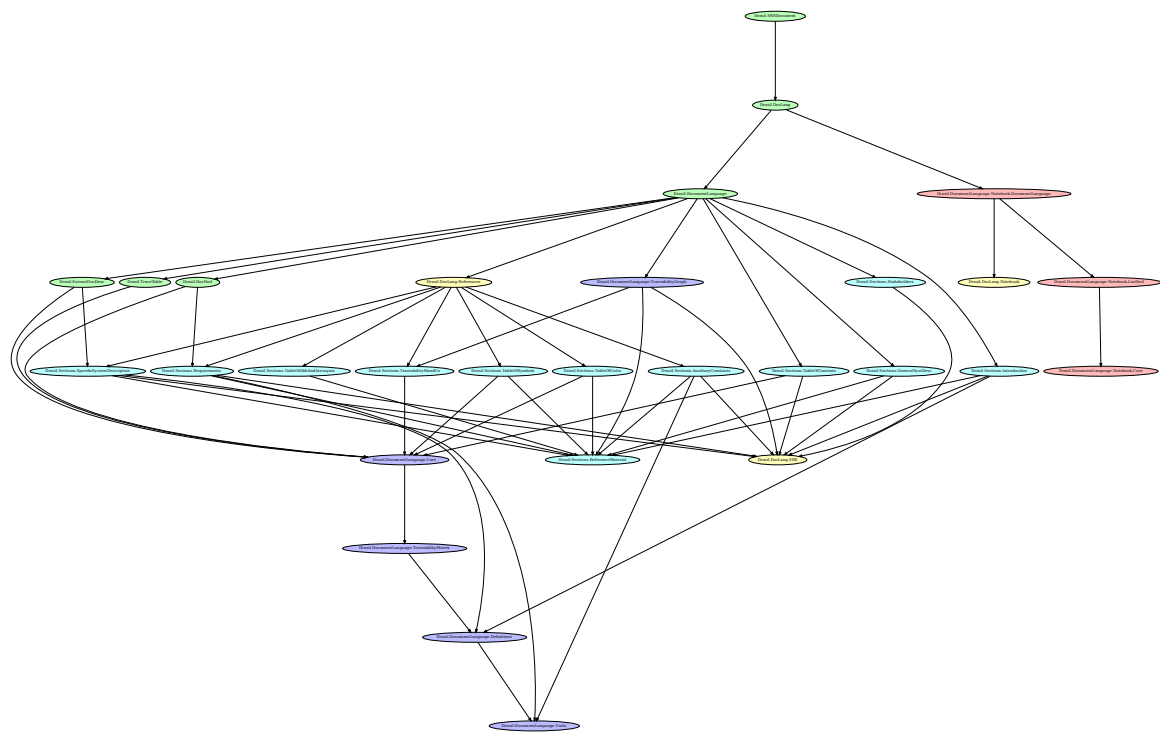 Drasil.SRSDocument
Drasil.DocLang
Drasil.DocumentLanguage
Drasil.DocumentLanguage.Notebook.DocumentLanguage
Drasil.ExtractDocDesc
Drasil.TraceTable
Drasil.DocDecl
Drasil.DocLang.References
Drasil.DocumentLanguage.TraceabilityGraph
Drasil.Sections.Stakeholders
Drasil.DocLang.Notebook
Drasil.DocumentLanguage.Notebook.LsnDecl
Drasil.Sections.SpecificSystemDescription
Drasil.Sections.Requirements
Drasil.Sections.TableOfAbbAndAcronyms
Drasil.Sections.TraceabilityMandGs
Drasil.Sections.TableOfSymbols
Drasil.Sections.TableOfUnits
Drasil.Sections.AuxiliaryConstants
Drasil.Sections.TableOfContents
Drasil.Sections.GeneralSystDesc
Drasil.Sections.Introduction
Drasil.DocumentLanguage.Notebook.Core
Drasil.DocumentLanguage.Core
Drasil.Sections.ReferenceMaterial
Drasil.DocLang.SRS
Drasil.DocumentLanguage.TraceabilityMatrix
Drasil.DocumentLanguage.Definitions
Drasil.DocumentLanguage.Units